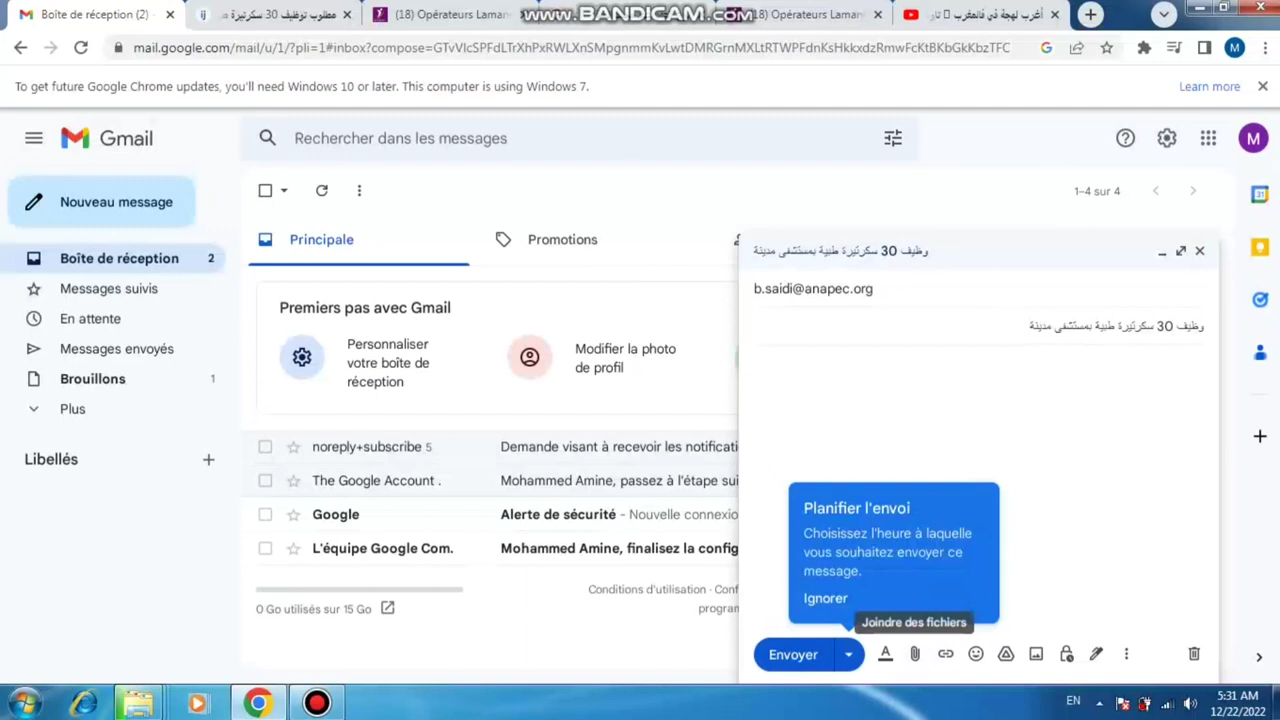 Boîte de réception (2)
مطلوب توظيف 30 سكرتيرة
(18) Opérateurs Laman
www.BANDICAM.com
18) Opérateurs Laman
أغرب لهجة
mail.google.com/mail/u/1/?pli=1#inbox?compose=GTvVlcSPFdLTrXhPxRWLXnSMpgnmmKvLwtDMRGrnMXLtRTWPFdnKsHkkxdzRmwFcKtBKbGkKbzTFC
To get future Google Chrome updates, you'll need Windows 10 or later. This computer is using Windows 7.
Learn more
Gmail
Rechercher dans les messages
M
Nouveau message
1–4 sur 4
Boîte de réception 2
Messages suivis
En attente
Messages envoyés
Brouillons 1
Plus
Libellés
Principale
Promotions
Premiers pas avec Gmail
Personnaliser
votre boîte de
réception
Modifier la photo
de profil
noreply+subscribe 5 Demande visant à recevoir les notificati
The Google Account . Mohammed Amine, passez à l'étape sui
Google Alerte de sécurité - Nouvelle connexio
L'équipe Google Com. Mohammed Amine, finalisez la config
Conditions d'utilisation · Conf
0 Go utilisés sur 15 Go
progran
وظيف 30 سكرتيرة طبية بمستشفى مدينة
b.saidi@anapec.org
وظيف 30 سكرتيرة طبية بمستشفى مدينة
Planifier l'envoi
Choisissez l'heure à laquelle
vous souhaitez envoyer ce
message.
Ignorer
Joindre des fichiers
Envoyer
EN
5:31 AM
12/22/2022